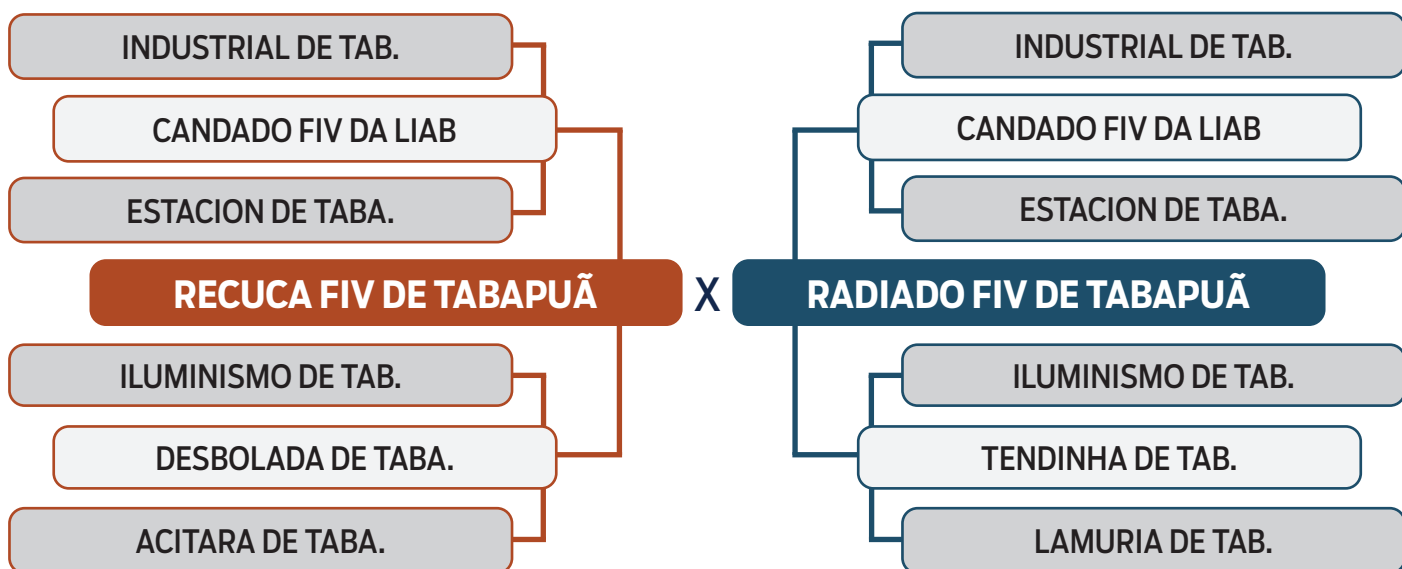 INDUSTRIAL DE TAB.
CANDADO FIV DA LIAB
ESTACION DE TABA.
RECUCA FIV DE TABAPUÃ
ILUMINISMO DE TAB.
DESBOLADA DE TABA.
ACITARA DE TABA.
X
INDUSTRIAL DE TAB.
CANDADO FIV DA LIAB
ESTACION DE TABA.
RADIADO FIV DE TABAPUÃ
ILUMINISMO DE TAB.
TENDINHA DE TAB.
LAMURIA DE TAB.